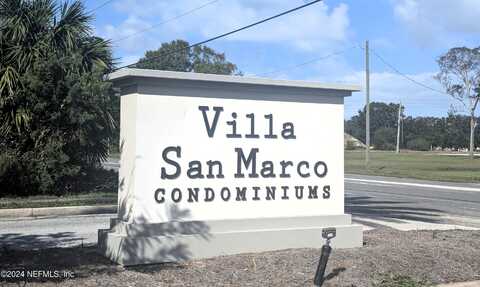 Villa
San Marco
CONDOMINIUMS
©2024 NEFMLS, Inc